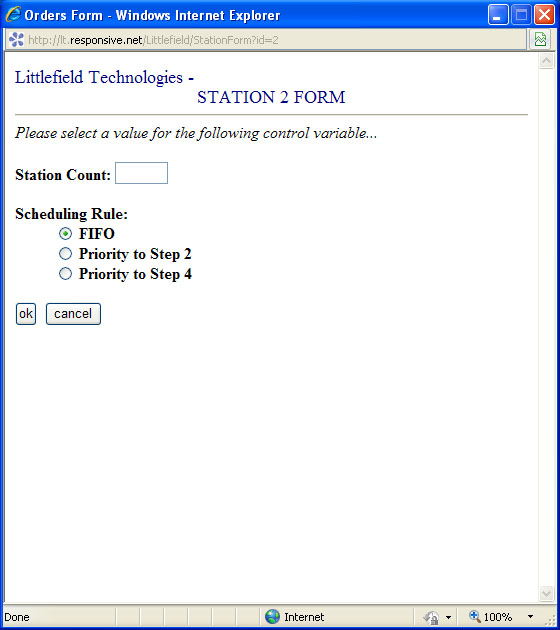 Orders Form - Windows Internet Explorer
http://lt.responsive.net/Littlefield/StationForm?id=2
Littlefield Technologies -
STATION 2 FORM
Please select a value for the following control variable...
Station Count:
Scheduling Rule:
FIFO
Priority to Step 2
Priority to Step 4
ok cancel
Done Internet 100%